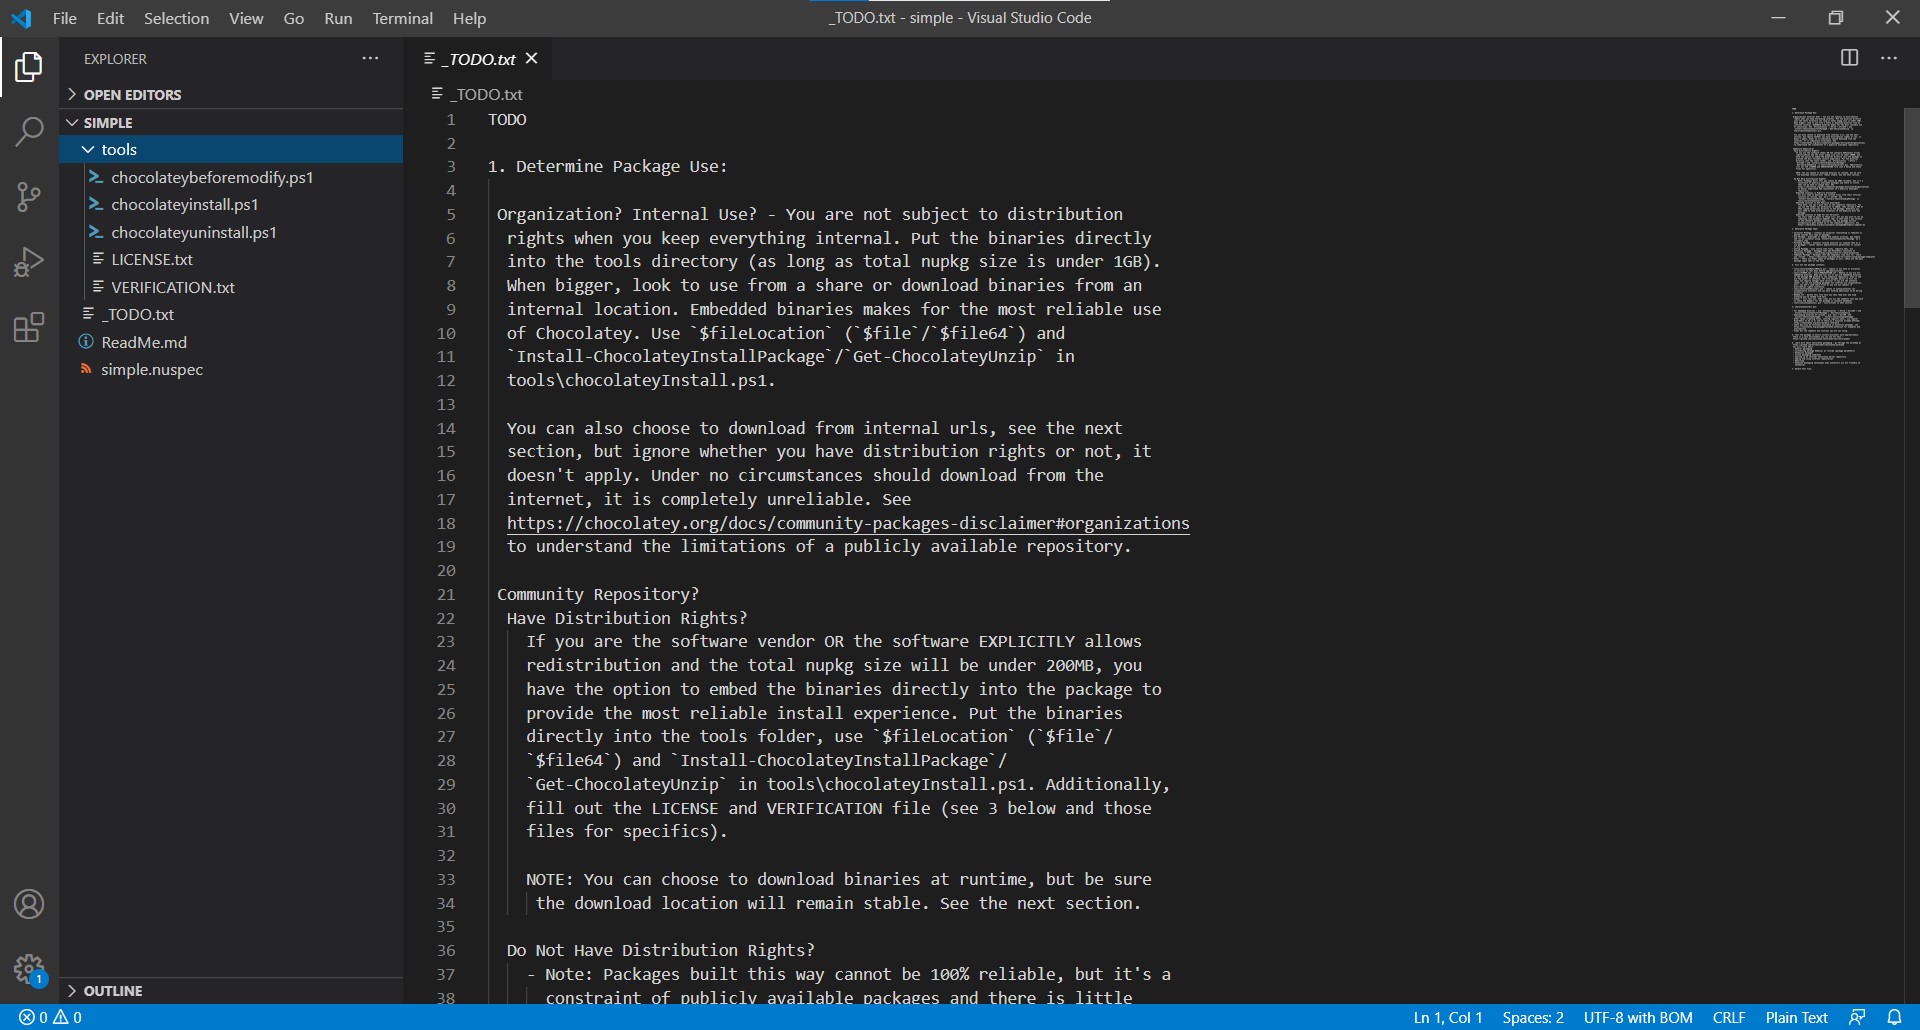 File Edit Selection View Go Run Terminal Help
_TODO.txt - simple - Visual Studio Code
EXPLORER
OPEN EDITORS
SIMPLE
tools
chocolateybeforemodify.ps1
chocolateyinstall.ps1
chocolateyuninstall.ps1
LICENSE.txt
VERIFICATION.txt
_TODO.txt
ReadMe.md
simple.nuspec
OUTLINE
1
_TODO.txt
_TODO.txt
1 TODO
2
3 1. Determine Package Use:
4
5 Organization? Internal Use? - You are not subject to distribution
6 rights when you keep everything internal. Put the binaries directly
7 into the tools directory (as long as total nupkg size is under 1GB).
8 When bigger, look to use from a share or download binaries from an
9 internal location. Embedded binaries makes for the most reliable use
10 of Chocolatey. Use `$fileLocation` (`$file`/`$file64`) and
11 `Install-ChocolateyInstallPackage`/`Get-ChocolateyUnzip` in
12 tools\chocolateyInstall.ps1.
13
14 You can also choose to download from internal urls, see the next
15 section, but ignore whether you have distribution rights or not, it
16 doesn't apply. Under no circumstances should download from the
17 internet, it is completely unreliable. See
18 https://chocolatey.org/docs/community-packages-disclaimer#organizations
19 to understand the limitations of a publicly available repository.
20
21 Community Repository?
22 Have Distribution Rights?
23 If you are the software vendor OR the software EXPLICITLY allows
24 redistribution and the total nupkg size will be under 200MB, you
25 have the option to embed the binaries directly into the package to
26 provide the most reliable install experience. Put the binaries
27 directly into the tools folder, use `$fileLocation` (`$file`/
28 `$file64`) and `Install-ChocolateyInstallPackage`/
29 `Get-ChocolateyUnzip` in tools\chocolateyInstall.ps1. Additionally,
30 fill out the LICENSE and VERIFICATION file (see 3 below and those
31 files for specifics).
32
33 NOTE: You can choose to download binaries at runtime, but be sure
34 the download location will remain stable. See the next section.
35
36 Do Not Have Distribution Rights?
37 - Note: Packages built this way cannot be 100% reliable, but it's a
38 constraint of publicly available packages and there is little
0 0
Ln 1, Col 1 Spaces: 2 UTF-8 with BOM CRLF Plain Text